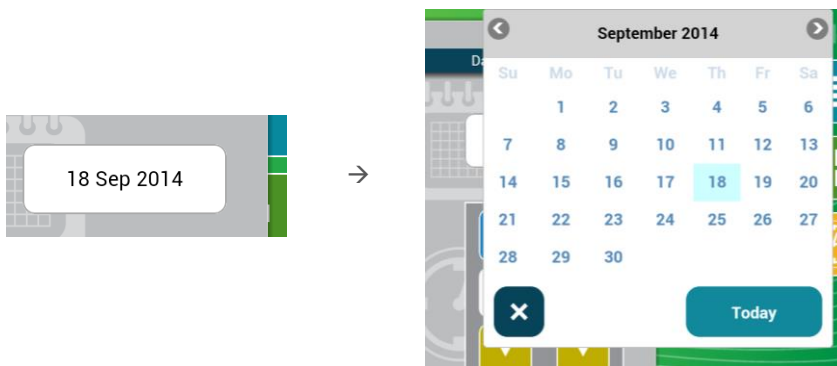 18 Sep 2014
→
September 2014
Su Mo Tu We Th Fr Sa
1 2 3 4 5 6
7 8 9 10 11 12 13
14 15 16 17 18 19 20
21 22 23 24 25 26 27
28 29 30
Today